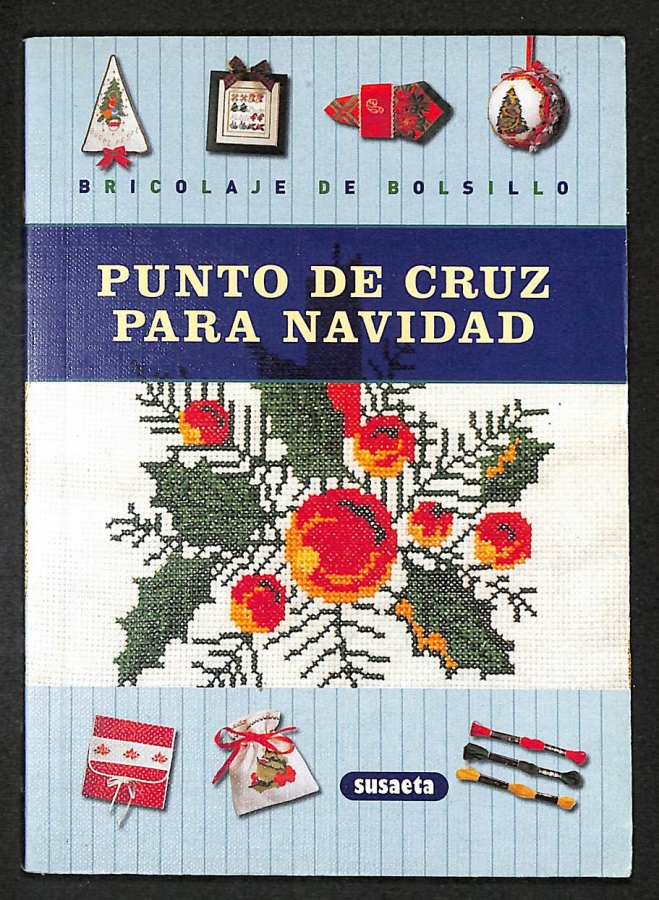 BRICOLAJE DE BOLSILLO
PUNTO DE CRUZ
PARA NAVIDAD
susaeta